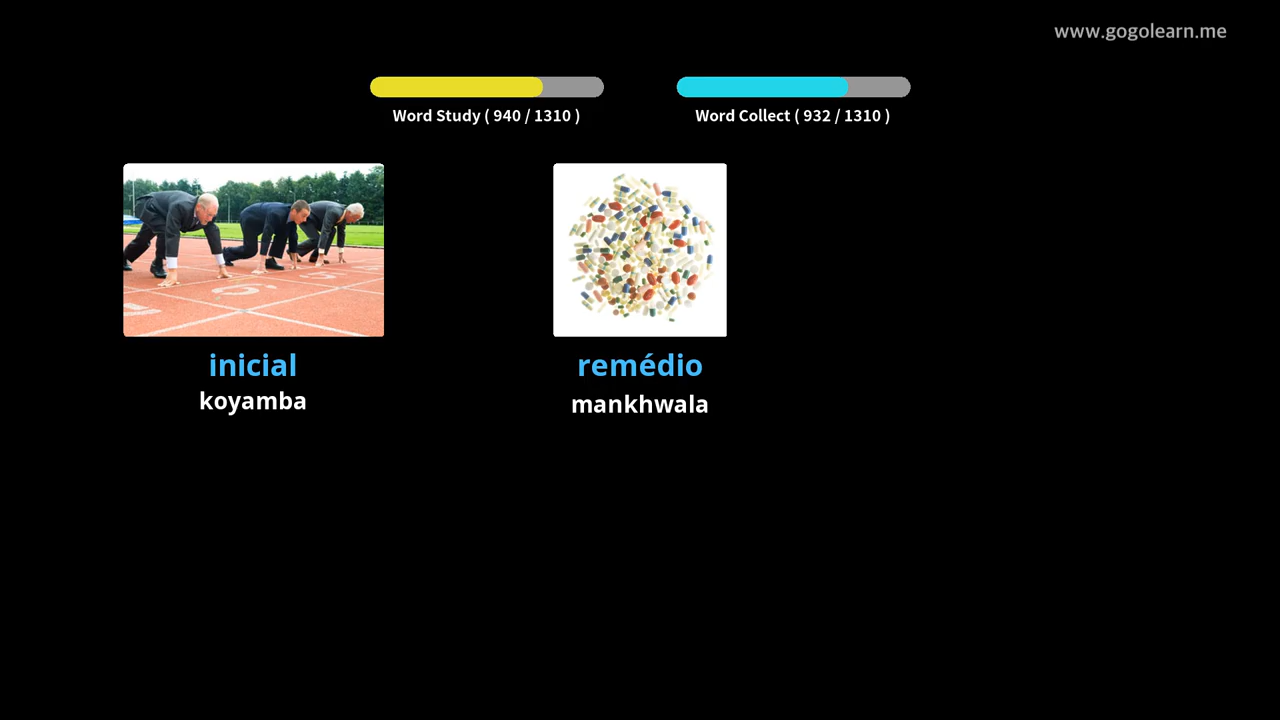 www.gogolearn.me
Word Study ( 940 / 1310 )
Word Collect ( 932 / 1310 )
inicial
koyamba
remédio
mankhwala